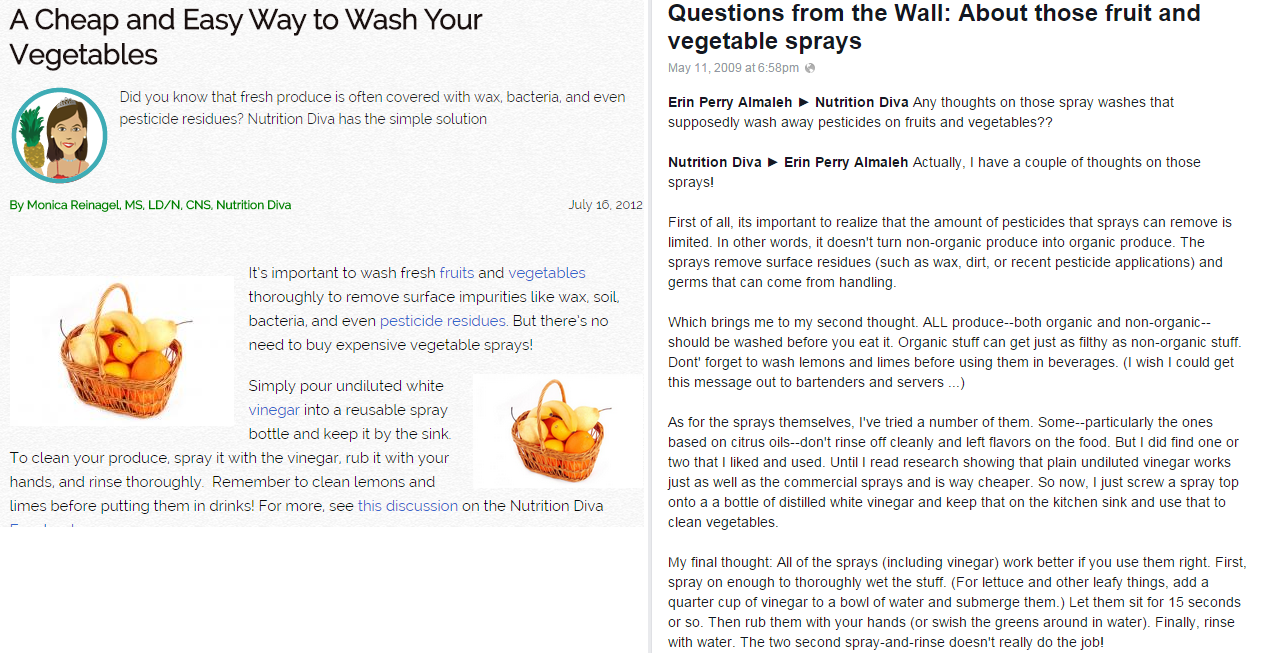 A Cheap and Easy Way to Wash Your
Vegetables
Did you know that fresh produce is often covered with wax, bacteria, and even
pesticide residues? Nutrition Diva has the simple solution
By Monica Reinagel, MS, LD/N, CNS, Nutrition Diva
July 16, 2012
It's important to wash fresh fruits and vegetables
thoroughly to remove surface impurities like wax, soil,
bacteria, and even pesticide residues. But there's no
need to buy expensive vegetable sprays!
Simply pour undiluted white
vinegar into a reusable spray
bottle and keep it by the sink.
To clean your produce, spray it with the vinegar, rub it with your
hands, and rinse thoroughly. Remember to clean lemons and
limes before putting them in drinks! For more, see this discussion on the Nutrition Diva
Questions from the Wall: About those fruit and
vegetable sprays
May 11, 2009 at 6:58pm
Erin Perry Almaleh ► Nutrition Diva Any thoughts on those spray washes that
supposedly wash away pesticides on fruits and vegetables??
Nutrition Diva ► Erin Perry Almaleh Actually, I have a couple of thoughts on those
sprays!
First of all, its important to realize that the amount of pesticides that sprays can remove is
limited. In other words, it doesn't turn non-organic produce into organic produce. The
sprays remove surface residues (such as wax, dirt, or recent pesticide applications) and
germs that can come from handling.
Which brings me to my second thought. ALL produce--both organic and non-organic--
should be washed before you eat it. Organic stuff can get just as filthy as non-organic stuff.
Dont' forget to wash lemons and limes before using them in beverages. (I wish I could get
this message out to bartenders and servers ...)
As for the sprays themselves, I've tried a number of them. Some--particularly the ones
based on citrus oils--don't rinse off cleanly and left flavors on the food. But I did find one or
two that I liked and used. Until I read research showing that plain undiluted vinegar works
just as well as the commercial sprays and is way cheaper. So now, I just screw a spray top
onto a a bottle of distilled white vinegar and keep that on the kitchen sink and use that to
clean vegetables.
My final thought: All of the sprays (including vinegar) work better if you use them right. First,
spray on enough to thoroughly wet the stuff. (For lettuce and other leafy things, add a
quarter cup of vinegar to a bowl of water and submerge them.) Let them sit for 15 seconds
or so. Then rub them with your hands (or swish the greens around in water). Finally, rinse
with water. The two second spray-and-rinse doesn't really do the job!